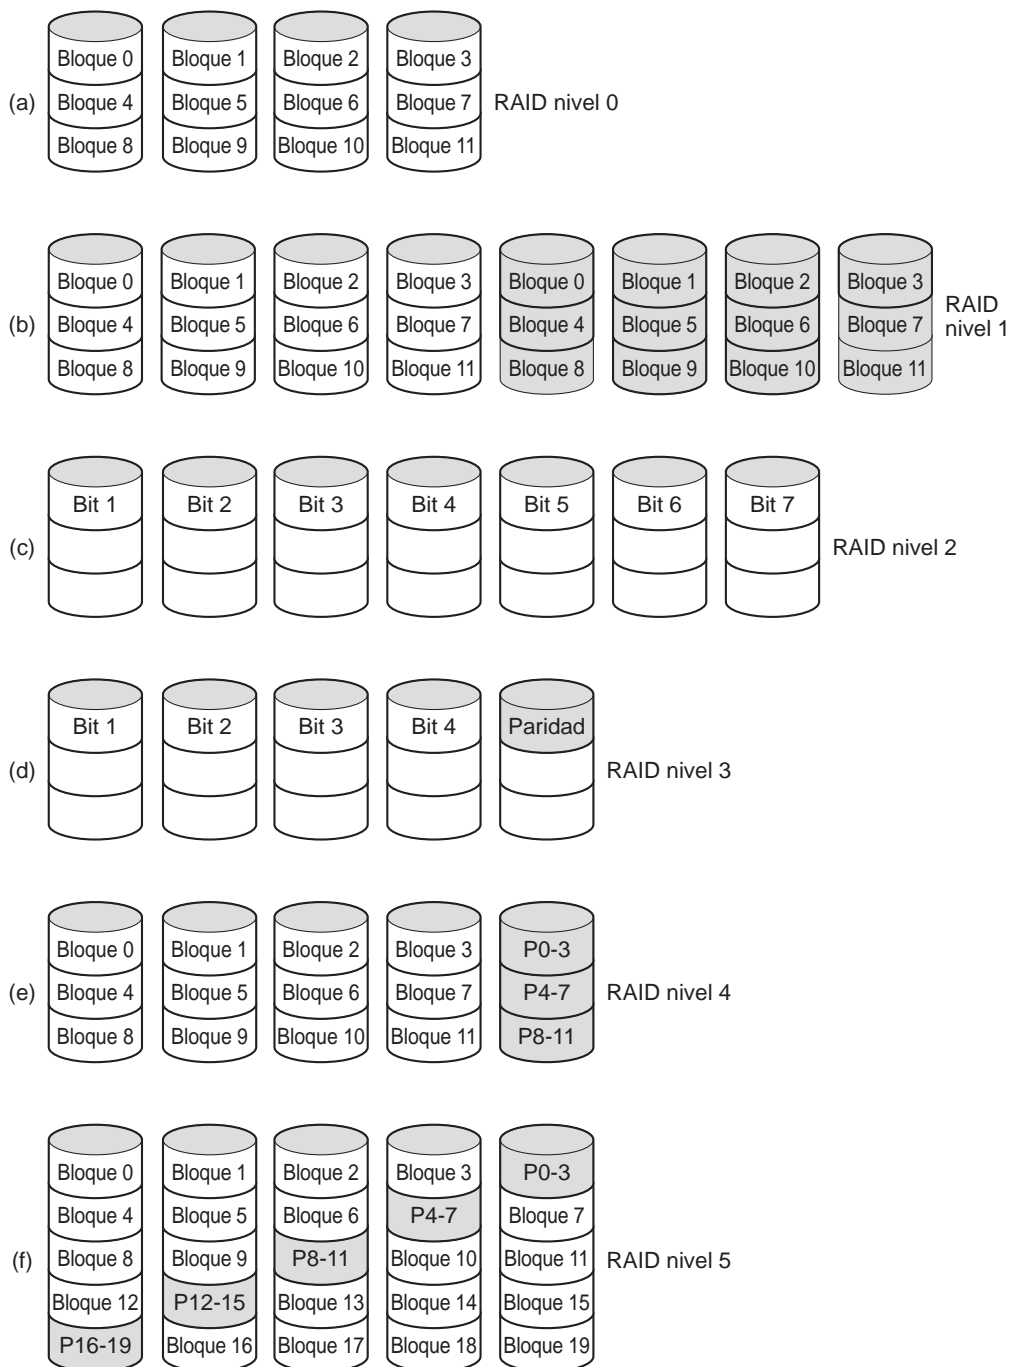 Bloque 0 Bloque 1 Bloque 2 Bloque 3
(a) Bloque 4 Bloque 5 Bloque 6 Bloque 7 RAID nivel 0
Bloque 8 Bloque 9 Bloque 10 Bloque 11
Bloque 0 Bloque 1 Bloque 2 Bloque 3 Bloque 0 Bloque 1 Bloque 2 Bloque 3
(b) Bloque 4 Bloque 5 Bloque 6 Bloque 7 Bloque 4 Bloque 5 Bloque 6 Bloque 7 RAID nivel 1
Bloque 8 Bloque 9 Bloque 10 Bloque 11 Bloque 8 Bloque 9 Bloque 10 Bloque 11
Bit 1 Bit 2 Bit 3 Bit 4 Bit 5 Bit 6 Bit 7
(c) RAID nivel 2
Bit 1 Bit 2 Bit 3 Bit 4 Paridad
(d) RAID nivel 3
Bloque 0 Bloque 1 Bloque 2 Bloque 3 P0-3
(e) Bloque 4 Bloque 5 Bloque 6 Bloque 7 P4-7 RAID nivel 4
Bloque 8 Bloque 9 Bloque 10 Bloque 11 P8-11
Bloque 0 Bloque 1 Bloque 2 Bloque 3 P0-3
Bloque 4 Bloque 5 Bloque 6 P4-7 Bloque 7
(f) Bloque 8 Bloque 9 P8-11 Bloque 10 Bloque 11 RAID nivel 5
Bloque 12 P12-15 Bloque 13 Bloque 14 Bloque 15
P16-19 Bloque 16 Bloque 17 Bloque 18 Bloque 19